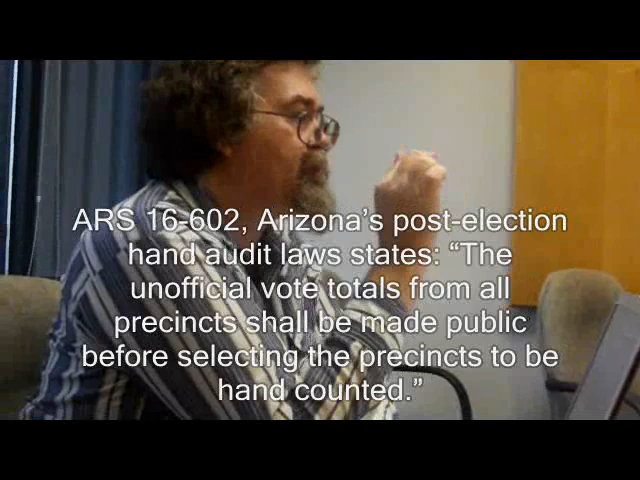 ARS 16-602, Arizona’s post-election
hand audit laws states: “The
unofficial vote totals from all
precincts shall be made public
before selecting the precincts to be
hand counted.”